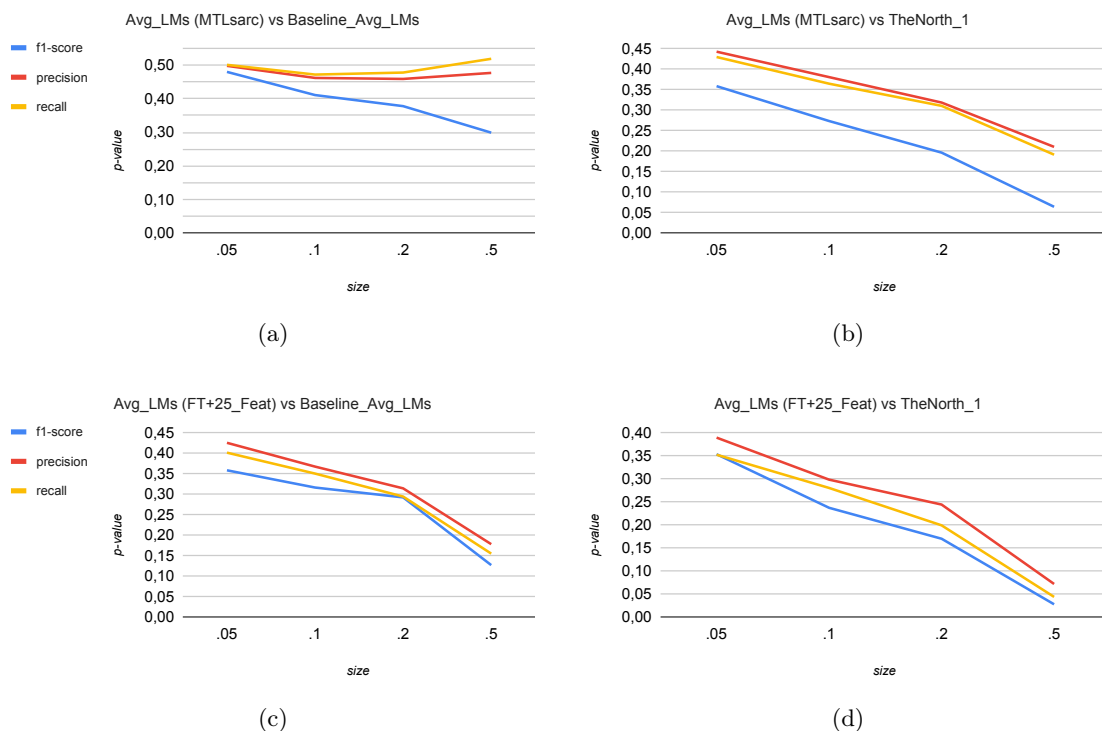 Avg_LMs (MTLsarc) vs Baseline_Avg_LMs
f1-score
precision
recall
p-value
0,50
0,40
0,30
0,20
0,10
0,00
.05
.1
.2
.5
size
(a)
Avg_LMs (MTLsarc) vs TheNorth_1
p-value
0,45
0,40
0,35
0,30
0,25
0,20
0,15
0,10
0,05
0,00
.05
.1
.2
.5
size
(b)
Avg_LMs (FT+25_Feat) vs Baseline_Avg_LMs
f1-score
precision
recall
p-value
0,45
0,40
0,35
0,30
0,25
0,20
0,15
0,10
0,05
0,00
.05
.1
.2
.5
size
(c)
Avg_LMs (FT+25_Feat) vs TheNorth_1
p-value
0,40
0,35
0,30
0,25
0,20
0,15
0,10
0,05
0,00
.05
.1
.2
.5
size
(d)